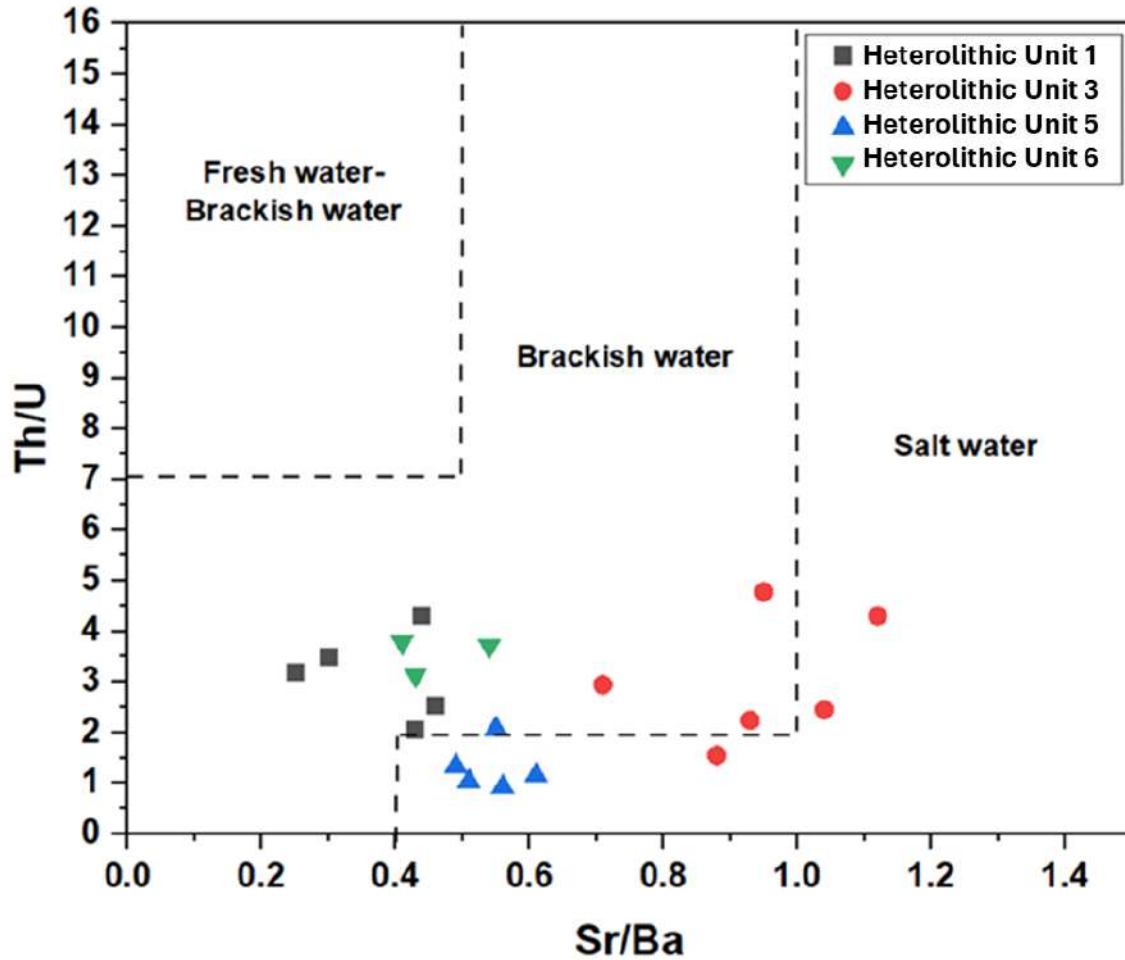 16
15
14
13
12
11
10
9
8
7
6
5
4
3
2
1
0
Th/U
Fresh water-
Brackish water
Brackish water
Salt water
Heterolithic Unit 1
Heterolithic Unit 3
Heterolithic Unit 5
Heterolithic Unit 6
0.0 0.2 0.4 0.6 0.8 1.0 1.2 1.4
Sr/Ba